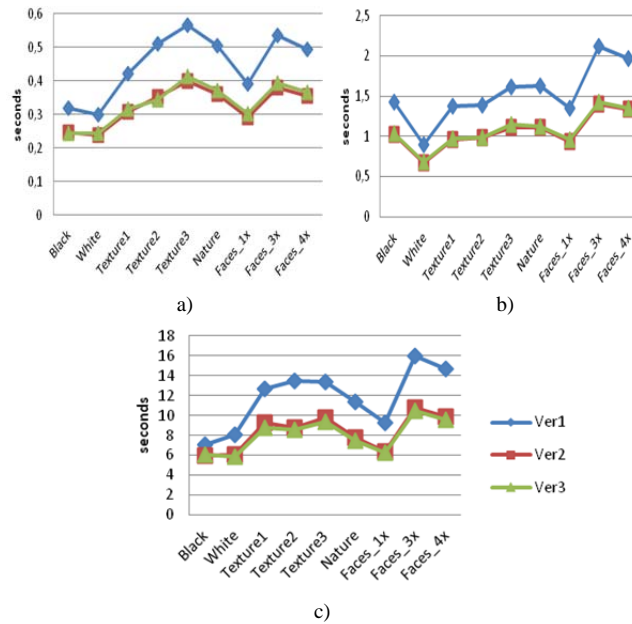 0,6
0,5
0,4
0,3
0,2
0,1
0
seconds
Black
White
Texture1
Texture2
Texture3
Nature
Faces_1x
Faces_3x
Faces_4x
a)
2,5
2
1,5
1
0,5
0
seconds
Black
White
Texture1
Texture2
Texture3
Nature
Faces_1x
Faces_3x
Faces_4x
b)
18
16
14
12
10
8
6
4
2
0
seconds
Black
White
Texture1
Texture2
Texture3
Nature
Faces_1x
Faces_3x
Faces_4x
Ver1
Ver2
Ver3
c)